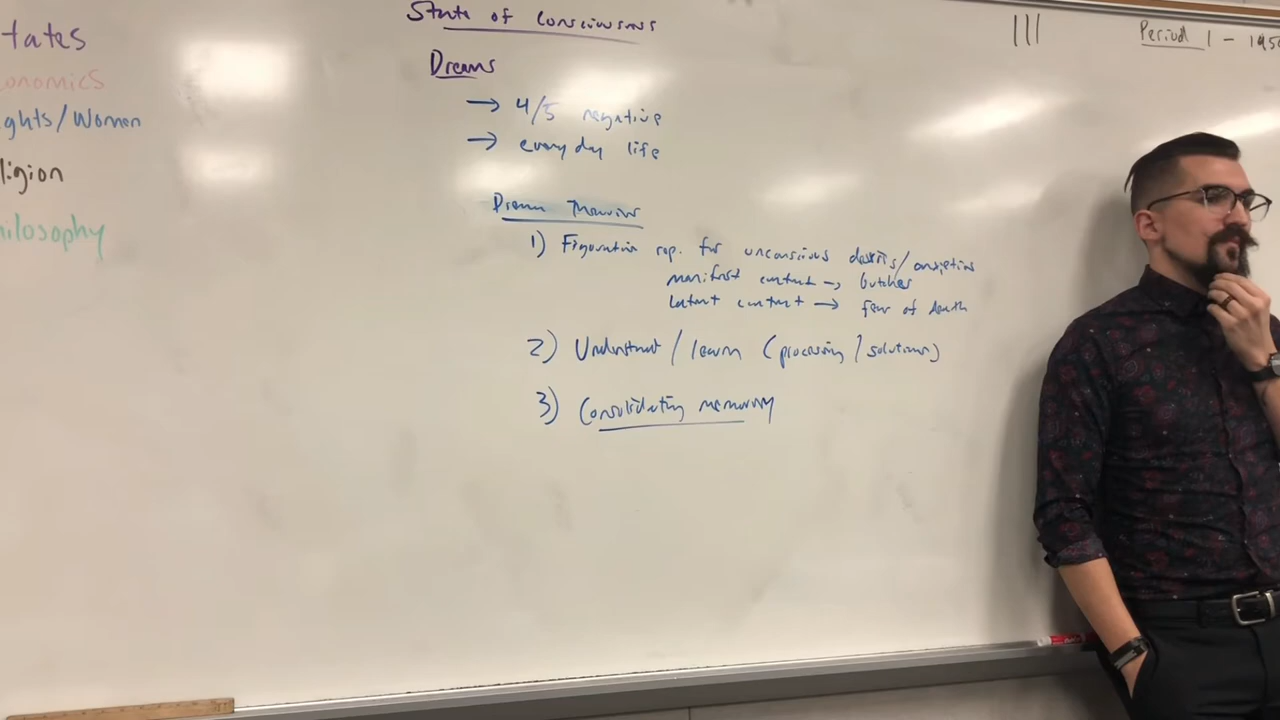 tates
onomics
ghts/Women
ligion
hilosophy
State of Consciousness
Dreams
→ 4/5 negative
→ everyday life
Dream Theories
1) Figurative rep. for unconscious desires/anxieties
manifest content → butcher
latent content → fear of death
2) Understand / learn (processing / solutions)
3) Consolidating memory
|||
Period 1 - 195